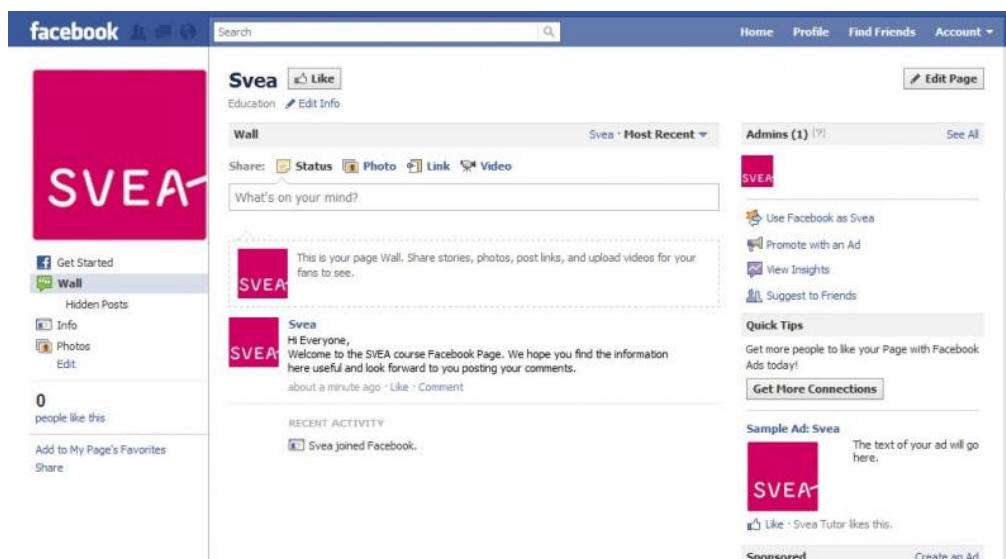 facebook
Search
Home Profile Find Friends Account
SVEA
Get Started
Wall
Hidden Posts
Info
Photos
Edit
0
people like this
Add to My Page's Favorites
Share
Svea Like
Education Edit Info
Edit Page
Wall Svea · Most Recent
Share: Status Photo Link Video
What's on your mind?
SVEA
This is your page Wall. Share stories, photos, post links, and upload videos for your
fans to see.
SVEA
Svea
Hi Everyone,
Welcome to the SVEA course Facebook Page. We hope you find the information
here useful and look forward to you posting your comments.
about a minute ago · Like · Comment
RECENT ACTIVITY
Svea joined Facebook.
Admins (1) [?] See All
SVEA
Use Facebook as Svea
Promote with an Ad
View Insights
Suggest to Friends
Quick Tips
Get more people to like your Page with Facebook
Ads today!
Get More Connections
Sample Ad: Svea
SVEA
The text of your ad will go
here.
Like · Svea Tutor likes this.
Sponsored Create an Ad